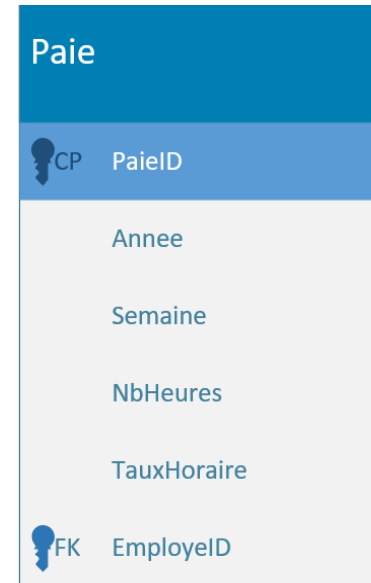 Paie
CP PaieID
Annee
Semaine
NbHeures
TauxHoraire
FK EmployeID